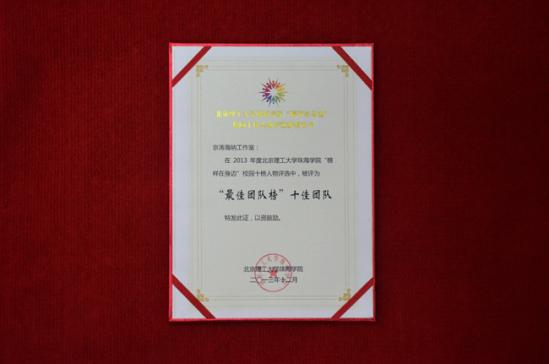 京涛海纳工作室：
在 2013 年度北京理工大学珠海学院“榜
样在身边”校园十榜人物评选中，被评为
“最佳团队榜”十佳团队
特发此证，以资鼓励。
北京理工大学珠海学院
二〇一三年十二月